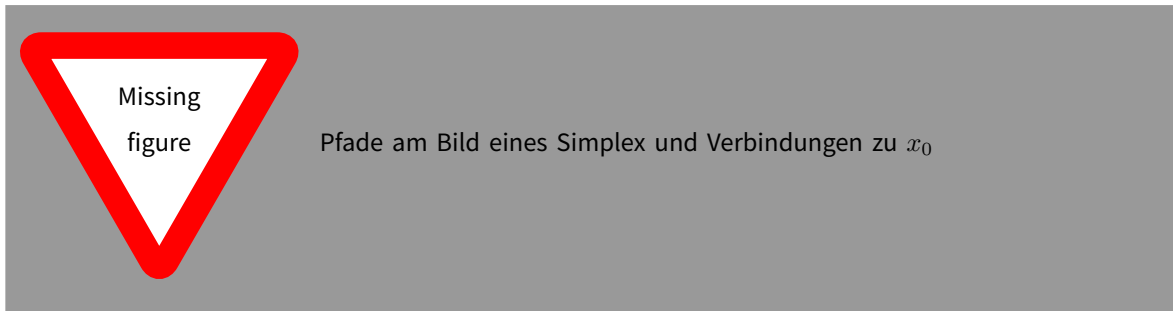 Missing
figure
Pfade am Bild eines Simplex und Verbindungen zu $x_0$